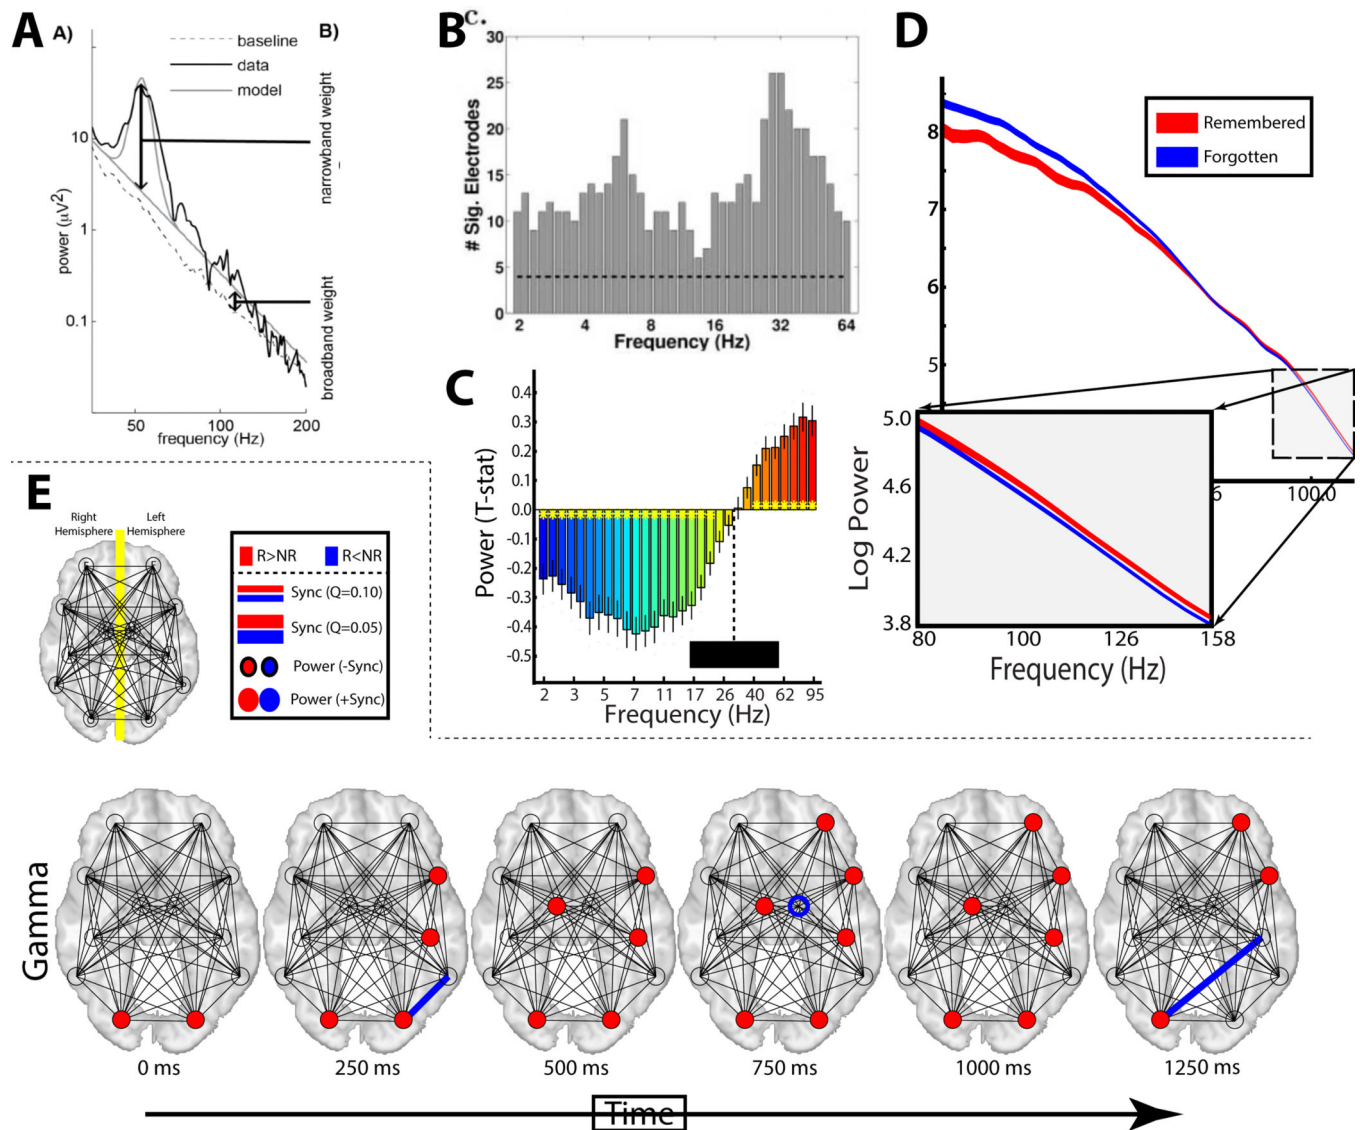 A
A)
B)
baseline
data
model
narrowband weight
broadband weight
power (μV²)
10
1
0.1
50
100
200
frequency (Hz)
B
c.
# Sig. Electrodes
30
25
20
15
10
5
0
2
4
8
16
32
64
Frequency (Hz)
C
Power (T-stat)
0.4
0.3
0.2
0.1
0.0
-0.1
-0.2
-0.3
-0.4
-0.5
2
3
5
7
11
17
26
40
62
95
Frequency (Hz)
D
Remembered
Forgotten
8
7
6
5
6
100.0
Log Power
5.0
4.6
4.2
3.8
80
100
126
158
Frequency (Hz)
E
Right
Hemisphere
Left
Hemisphere
R>NR
R<NR
Sync (Q=0.10)
Sync (Q=0.05)
Power (-Sync)
Power (+Sync)
Gamma
0 ms
250 ms
500 ms
750 ms
1000 ms
1250 ms
Time